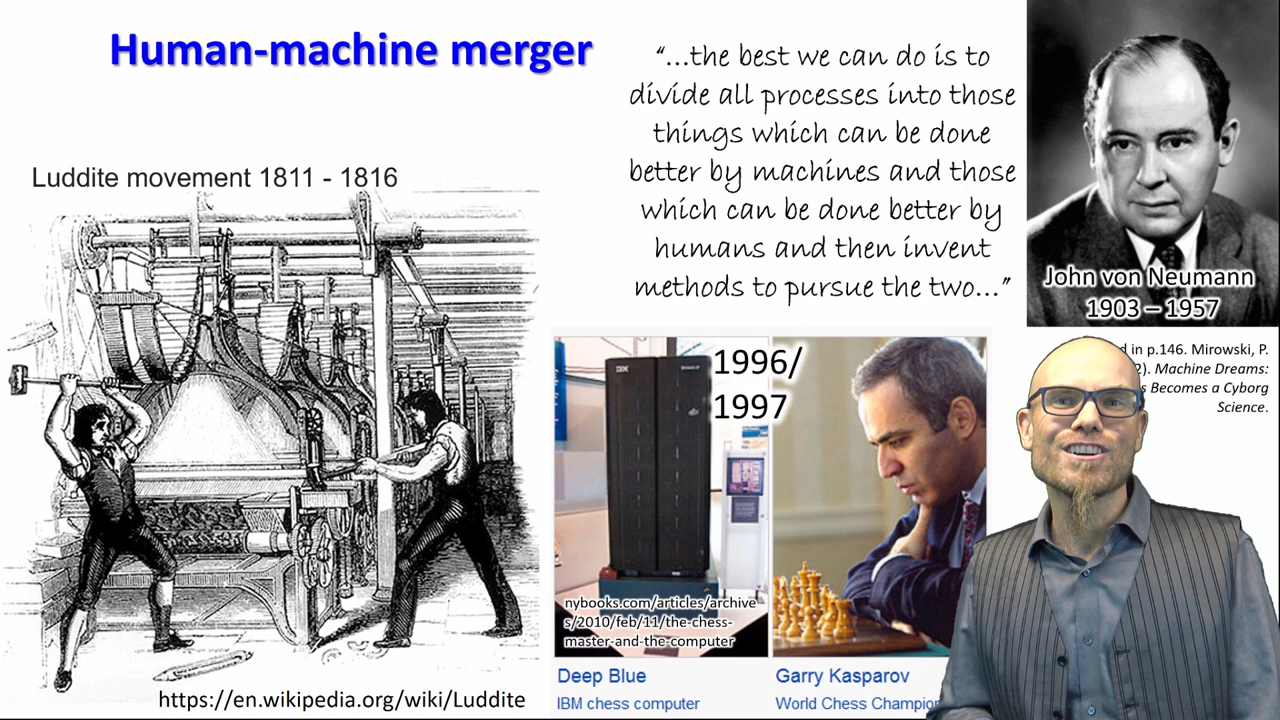 Human-machine merger
Luddite movement 1811 - 1816
https://en.wikipedia.org/wiki/Luddite
“...the best we can do is to
divide all processes into those
things which can be done
better by machines and those
which can be done better by
humans and then invent
methods to pursue the two...”
John von Neumann
1903 – 1957
d in p.146. Mirowski, P.
2). Machine Dreams:
s Becomes a Cyborg
Science.
IBM
1996/
1997
nybooks.com/articles/archive
s/2010/feb/11/the-chess-
master-and-the-computer
Deep Blue
IBM chess computer
Garry Kasparov
World Chess Champion